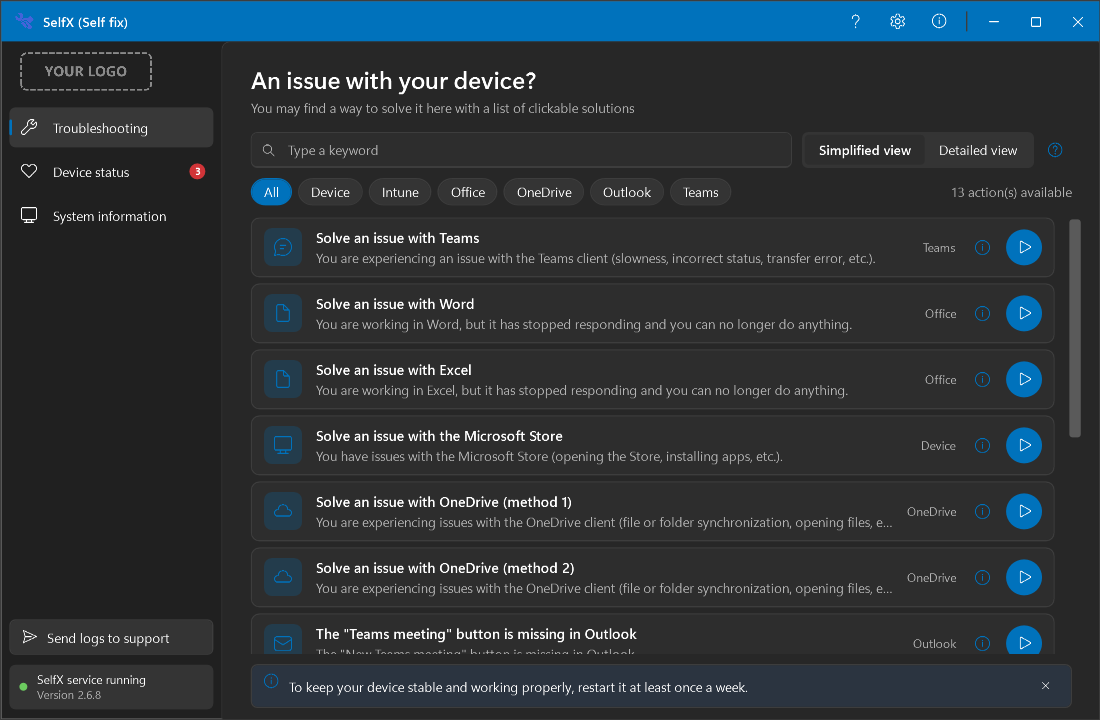 SelfX (Self fix)
YOUR LOGO
Troubleshooting
Device status
3
System information
Send logs to support
SelfX service running
Version 2.6.8
An issue with your device?
You may find a way to solve it here with a list of clickable solutions
Type a keyword
Simplified view
Detailed view
All
Device
Intune
Office
OneDrive
Outlook
Teams
13 action(s) available
Solve an issue with Teams
You are experiencing an issue with the Teams client (slowness, incorrect status, transfer error, etc.).
Teams
Solve an issue with Word
You are working in Word, but it has stopped responding and you can no longer do anything.
Office
Solve an issue with Excel
You are working in Excel, but it has stopped responding and you can no longer do anything.
Office
Solve an issue with the Microsoft Store
You have issues with the Microsoft Store (opening the Store, installing apps, etc.).
Device
Solve an issue with OneDrive (method 1)
You are experiencing issues with the OneDrive client (file or folder synchronization, opening files, e...
OneDrive
Solve an issue with OneDrive (method 2)
You are experiencing issues with the OneDrive client (file or folder synchronization, opening files, e...
OneDrive
The "Teams meeting" button is missing in Outlook
The "New Teams meeting" button is missing in Outlook
Outlook
To keep your device stable and working properly, restart it at least once a week.